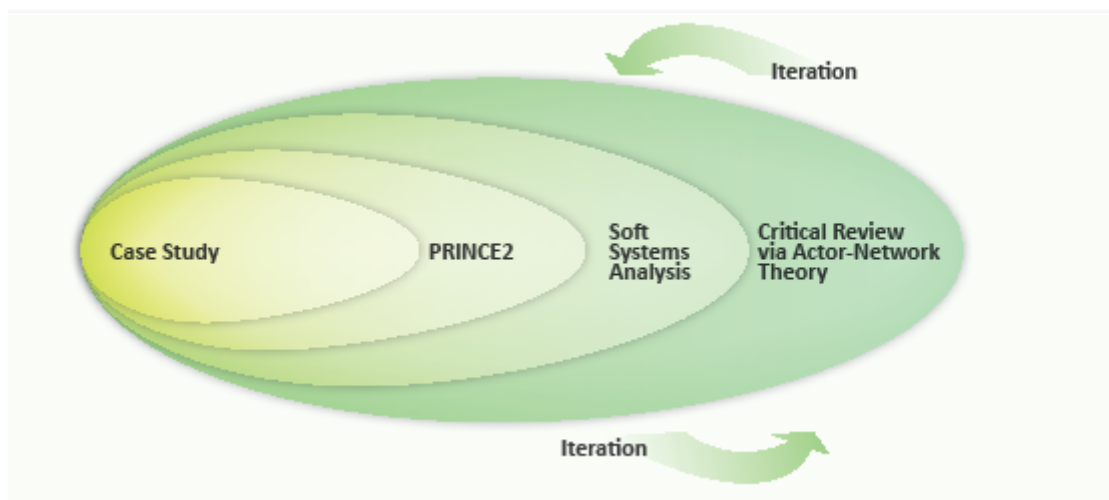 Iteration
Case Study
PRINCE2
Soft
Systems
Analysis
Critical Review
via Actor-Network
Theory
Iteration